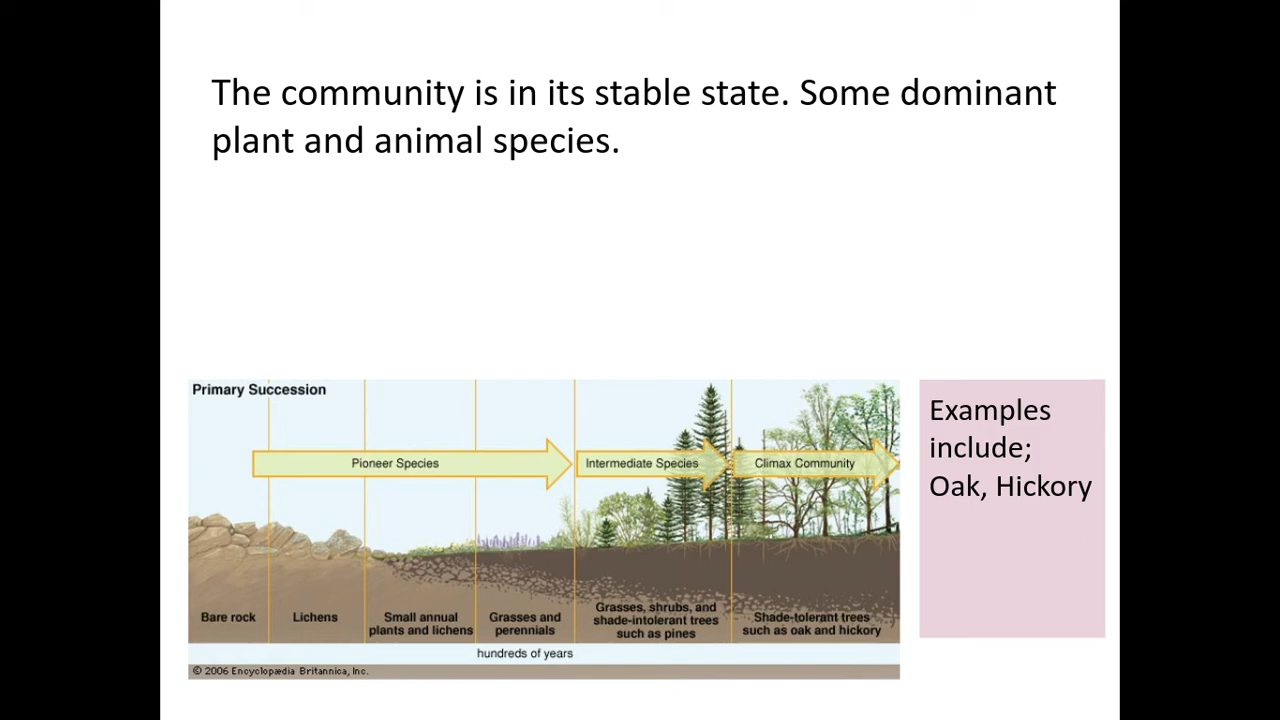 The community is in its stable state. Some dominant
plant and animal species.
Primary Succession
Pioneer Species
Intermediate Species
Climax Community
Bare rock
Lichens
Small annual
plants and lichens
Grasses and
perennials
Grasses, shrubs, and
shade-intolerant trees
such as pines
Shade-tolerant trees
such as oak and hickory
hundreds of years
© 2006 Encyclopædia Britannica, Inc.
Examples
include;
Oak, Hickory